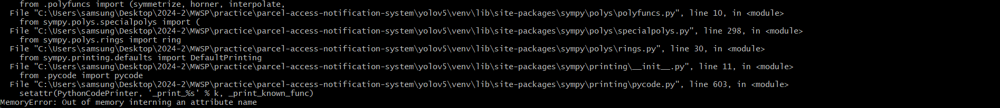 from .polyfuncs import (symmetrize, horner, interpolate,
File "C:\Users\samsung\Desktop\2024-2\MWSP\practice\parcel-access-notification-system\yolov5\venv\lib\site-packages\sympy\polys\polyfuncs.py", line 10, in <module>
from sympy.polys.specialpolys import (
File "C:\Users\samsung\Desktop\2024-2\MWSP\practice\parcel-access-notification-system\yolov5\venv\lib\site-packages\sympy\polys\specialpolys.py", line 298, in <module>
from sympy.polys.rings import ring
File "C:\Users\samsung\Desktop\2024-2\MWSP\practice\parcel-access-notification-system\yolov5\venv\lib\site-packages\sympy\polys\rings.py", line 30, in <module>
from sympy.printing.defaults import DefaultPrinting
File "C:\Users\samsung\Desktop\2024-2\MWSP\practice\parcel-access-notification-system\yolov5\venv\lib\site-packages\sympy\printing\__init__.py", line 11, in <module>
from .pycode import pycode
File "C:\Users\samsung\Desktop\2024-2\MWSP\practice\parcel-access-notification-system\yolov5\venv\lib\site-packages\sympy\printing\pycode.py", line 603, in <module>
setattr(PythonCodePrinter, '_print_%s' % k, _print_known_func)
MemoryError: Out of memory interning an attribute name